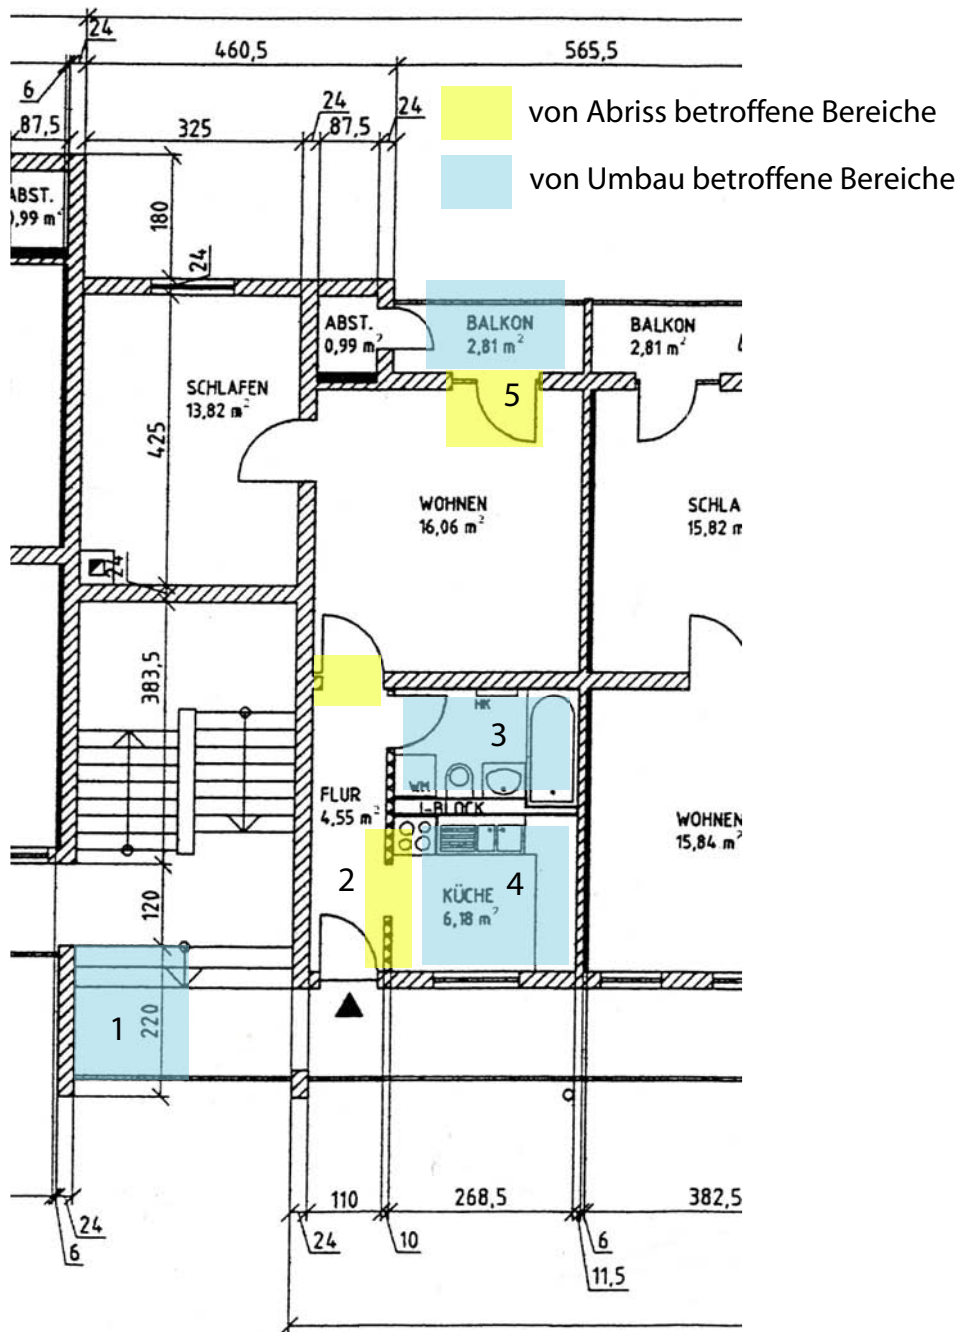 24
460,5
565,5
6
24
24
87,5
325
87,5
von Abriss betroffene Bereiche
von Umbau betroffene Bereiche
ABST.
0,99 m²
180
24
ABST.
0,99 m²
BALKON
2,81 m²
BALKON
2,81 m²
SCHLAFEN
13,82 m²
5
425
WOHNEN
16,06 m²
SCHLA
15,82 m
24
383,5
HK
3
WM
FLUR
4,55 m²
I-BLOCK
WOHNEN
15,84 m²
2
4
KÜCHE
6,18 m²
120
1
220
110
268,5
382,5
24
24
10
6
6
11,5